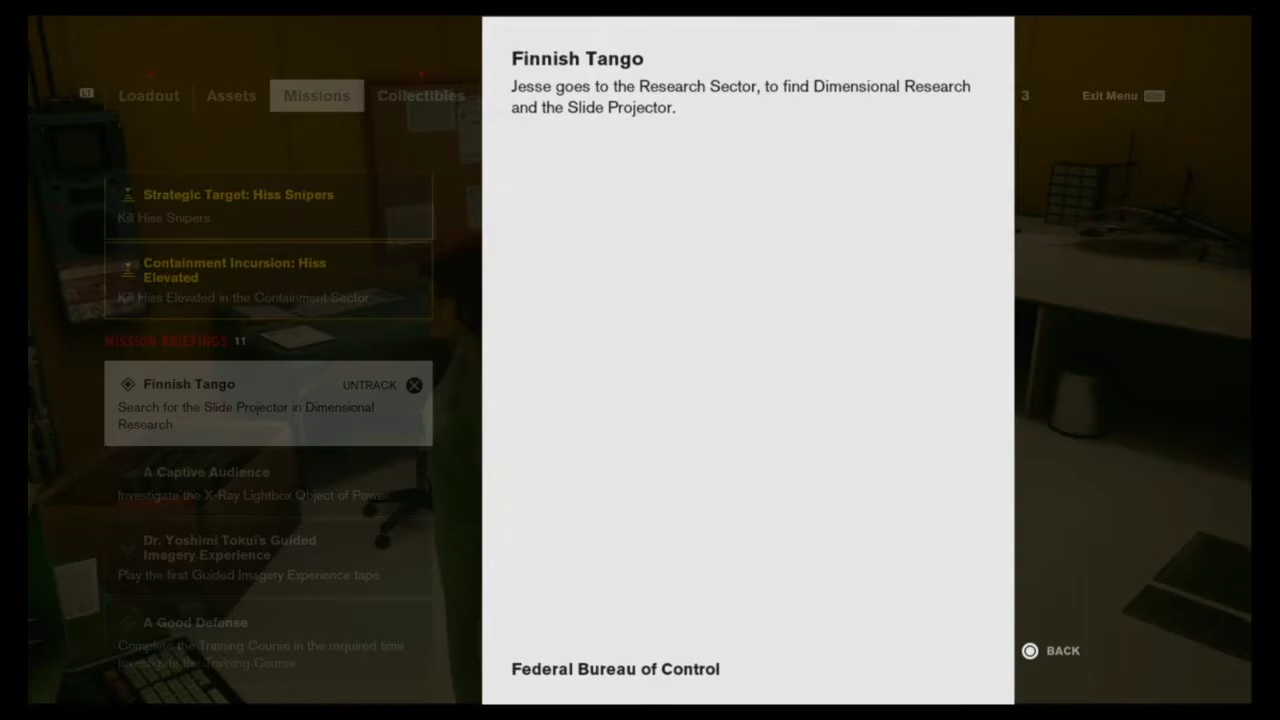 Finnish Tango
Jesse goes to the Research Sector, to find Dimensional Research
and the Slide Projector.
L1
Loadout
Assets
Missions
Collectibles
3
Exit Menu
Strategic Target: Hiss Snipers
Kill Hiss Snipers
Containment Incursion: Hiss
Elevated
Kill Hiss Elevated in the Containment Sector
MISSION BRIEFINGS 11
Finnish Tango
UNTRACK
Search for the Slide Projector in Dimensional
Research
A Captive Audience
Investigate the X-Ray Lightbox Object of Powe
Dr. Yoshimi Tokui's Guided
Imagery Experience
Play the first Guided Imagery Experience tape
A Good Defense
Complete the Training Course in the required time
Investigate the Training Course
BACK
Federal Bureau of Control